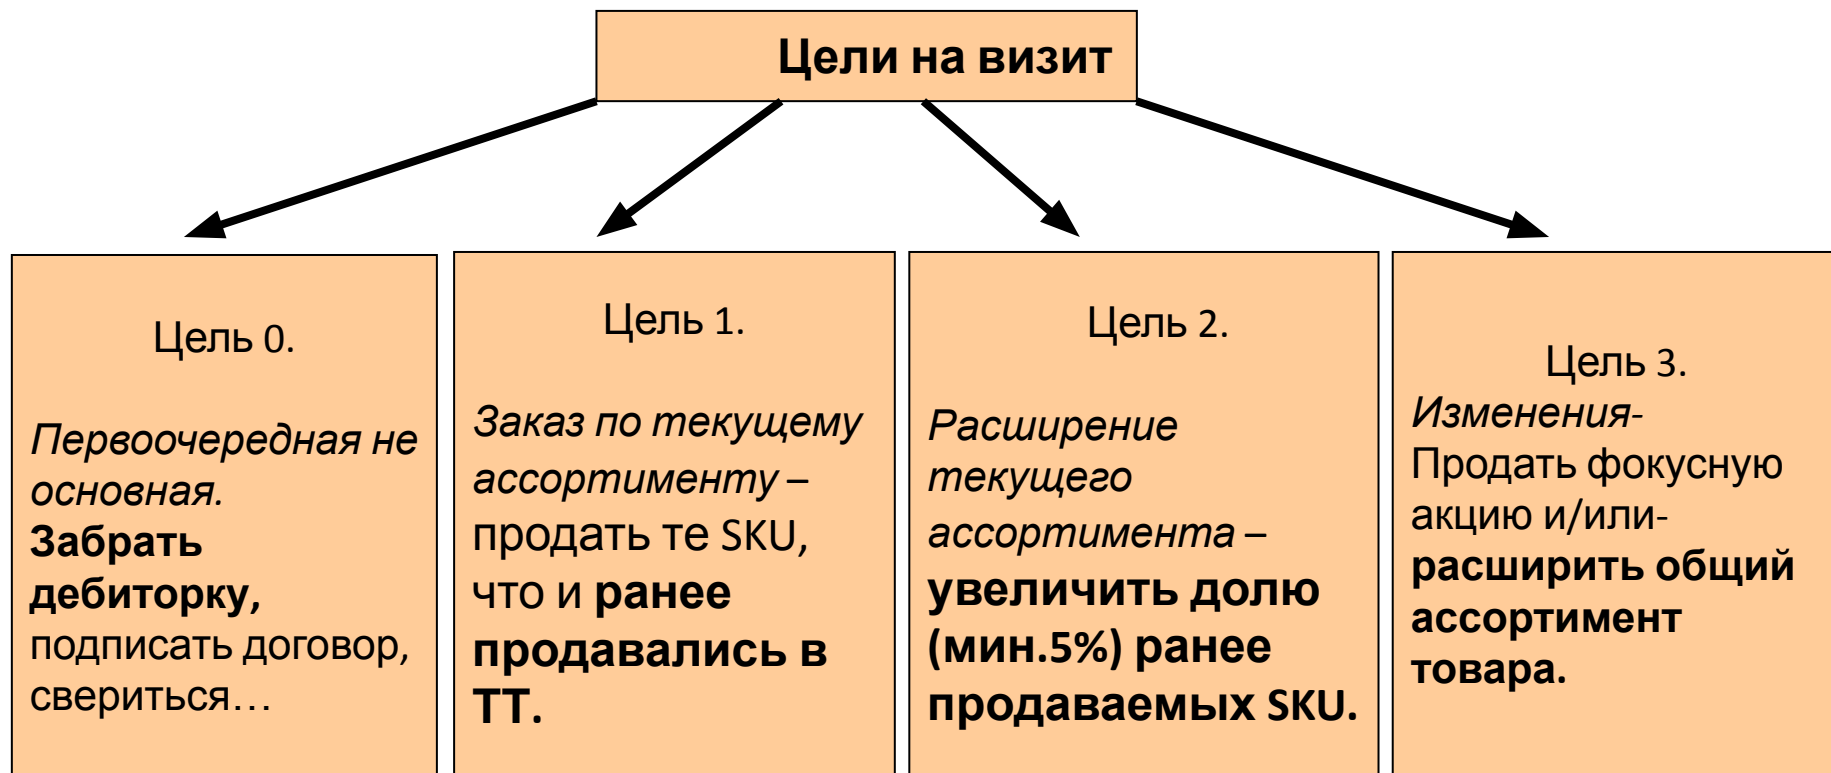 Цели на визит
Цель 0.
Первоочередная не
основная.
Забрать
дебиторку,
подписать договор,
свериться…
Цель 1.
Заказ по текущему
ассортименту –
продать те SKU,
что и ранее
продавались в
ТТ.
Цель 2.
Расширение
текущего
ассортимента –
увеличить долю
(мин.5%) ранее
продаваемых SKU.
Цель 3.
Изменения-
Продать фокусную
акцию и/или-
расширить общий
ассортимент
товара.